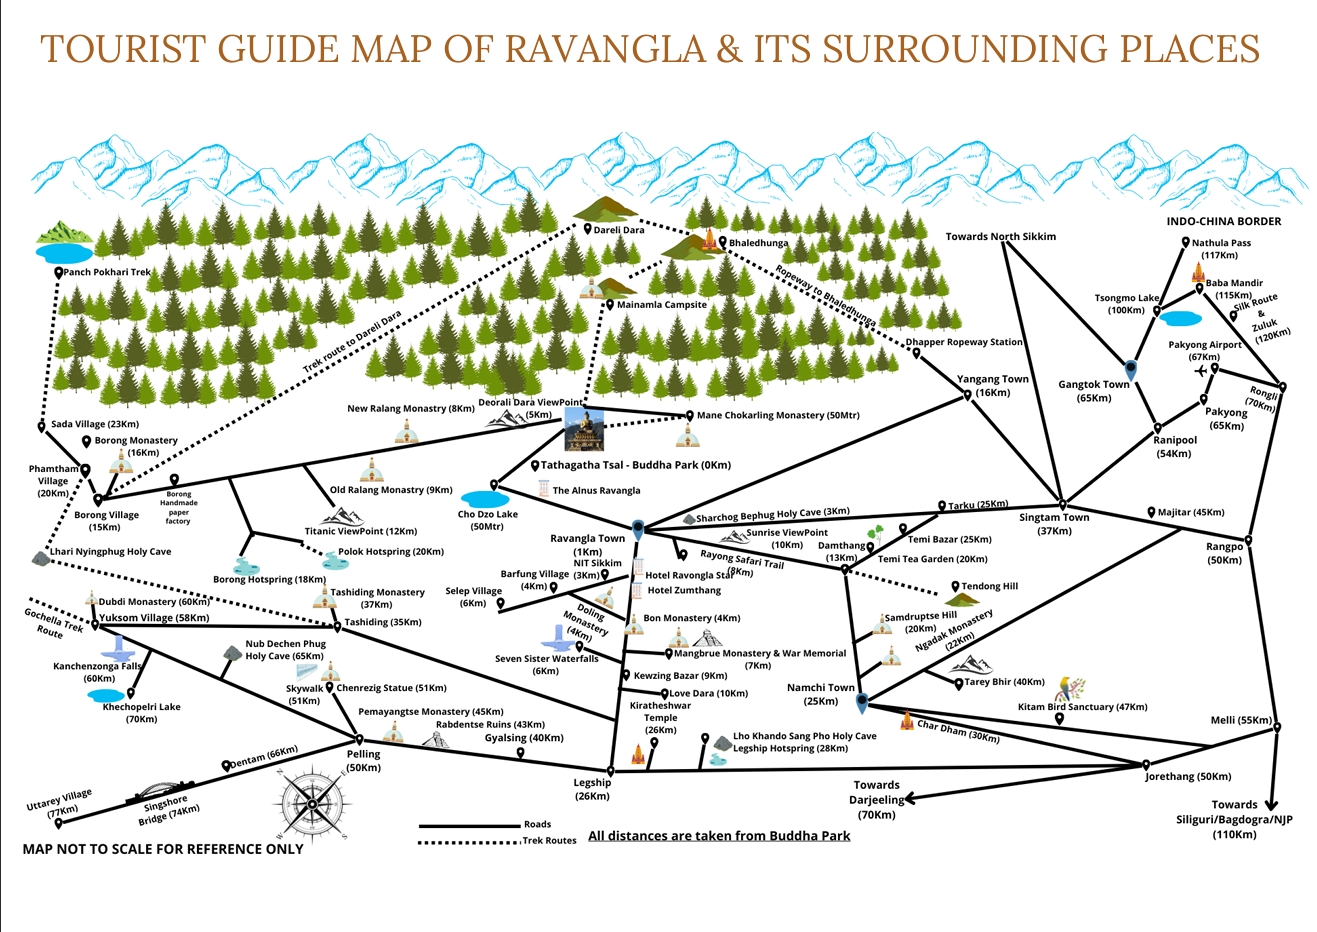 TOURIST GUIDE MAP OF RAVANGLA & ITS SURROUNDING PLACES
INDO-CHINA BORDER
Nathula Pass
(117Km)
Towards North Sikkim
Dareli Dara
Bhaledhunga
Panch Pokhari Trek
Ropeway to Bhaledhunga
Baba Mandir
(115Km)
Tsongmo Lake
(100Km)
Silk Route
&
Zuluk
(120Km)
Mainamla Campsite
Trek route to Dareli Dara
Dhapper Ropeway Station
Pakyong Airport
(67Km)
Yangang Town
(16Km)
Gangtok Town
(65Km)
Rongli
(70Km)
Pakyong
(65Km)
New Ralang Monastry (8Km)
Deorali Dara ViewPoint
(5Km)
Mane Chokarling Monastery (50Mtr)
Sada Village (23Km)
Borong Monastery
(16Km)
Ranipool
(54Km)
Phamtham
Village
(20Km)
Tathagatha Tsal - Buddha Park (0Km)
Old Ralang Monastry (9Km)
The Alnus Ravangla
Borong
Handmade
paper
factory
Borong Village
(15Km)
Cho Dzo Lake
(50Mtr)
Sharchog Bephug Holy Cave (3Km)
Tarku (25Km)
Singtam Town
(37Km)
Majitar (45Km)
Titanic ViewPoint (12Km)
Ravangla Town
(1Km)
Sunrise ViewPoint
(10Km)
Temi Bazar (25Km)
Damthang
(13Km)
Temi Tea Garden (20Km)
Rangpo
(50Km)
Lhari Nyingphug Holy Cave
Polok Hotspring (20Km)
NIT Sikkim
(3Km)
Rayong Safari Trail
(8Km)
Borong Hotspring (18Km)
Barfung Village
(4Km)
Hotel Ravongla Star
Hotel Zumthang
Tendong Hill
Selep Village
(6Km)
Tashiding Monastery
(37Km)
Dubdi Monastery (60Km)
Gochella Trek
Route
Yuksom Village (58Km)
Tashiding (35Km)
Doling
Monastery
(4Km)
Bon Monastery (4Km)
Samdruptse Hill
(20Km)
Ngadak Monastery
(22Km)
Nub Dechen Phug
Holy Cave (65Km)
Kanchenzonga Falls
(60Km)
Seven Sister Waterfalls
(6Km)
Mangbrue Monastery & War Memorial
(7Km)
Kewzing Bazar (9Km)
Tarey Bhir (40Km)
Skywalk
(51Km)
Chenrezig Statue (51Km)
Love Dara (10Km)
Namchi Town
(25Km)
Khechopelri Lake
(70Km)
Kiratheshwar
Temple
(26Km)
Kitam Bird Sanctuary (47Km)
Pemayangtse Monastery (45Km)
Rabdentse Ruins (43Km)
Gyalsing (40Km)
Char Dham (30Km)
Melli (55Km)
Lho Khando Sang Pho Holy Cave
Legship Hotspring (28Km)
Pelling
(50Km)
Dentam (66Km)
Legship
(26Km)
Jorethang (50Km)
Towards
Darjeeling
(70Km)
Uttarey Village
(77Km)
Singshore
Bridge (74Km)
N
E
S
W
Towards
Siliguri/Bagdogra/NJP
(110Km)
Roads
Trek Routes
All distances are taken from Buddha Park
MAP NOT TO SCALE FOR REFERENCE ONLY